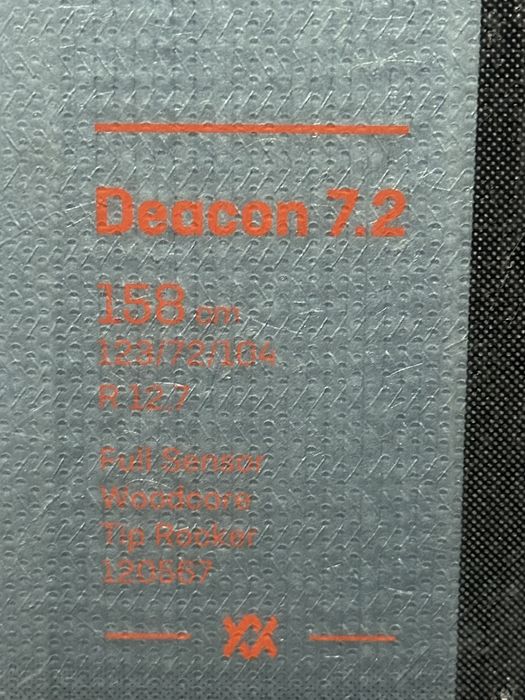 Deacon 7.2
158 cm
123/72/104
R 12.7
Full Sensor
Woodcore
Tip Rocker
120567